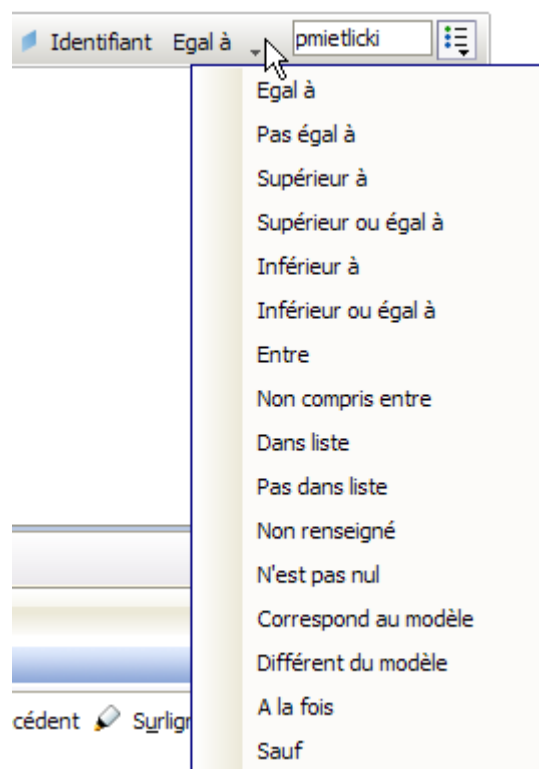 Identifiant Egal à pmietlicki
Egal à
Pas égal à
Supérieur à
Supérieur ou égal à
Inférieur à
Inférieur ou égal à
Entre
Non compris entre
Dans liste
Pas dans liste
Non renseigné
N'est pas nul
Correspond au modèle
Différent du modèle
A la fois
cédent Surligr
Sauf